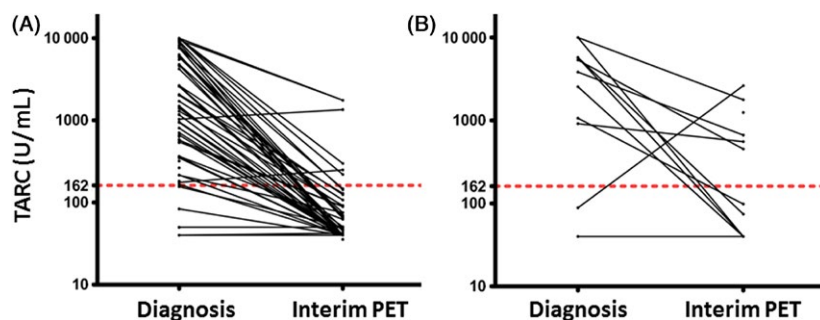 (A)
TARC (U/mL)
10 000
1000
162
100
10
Diagnosis Interim PET
(B)
10 000
1000
162
100
10
Diagnosis Interim PET